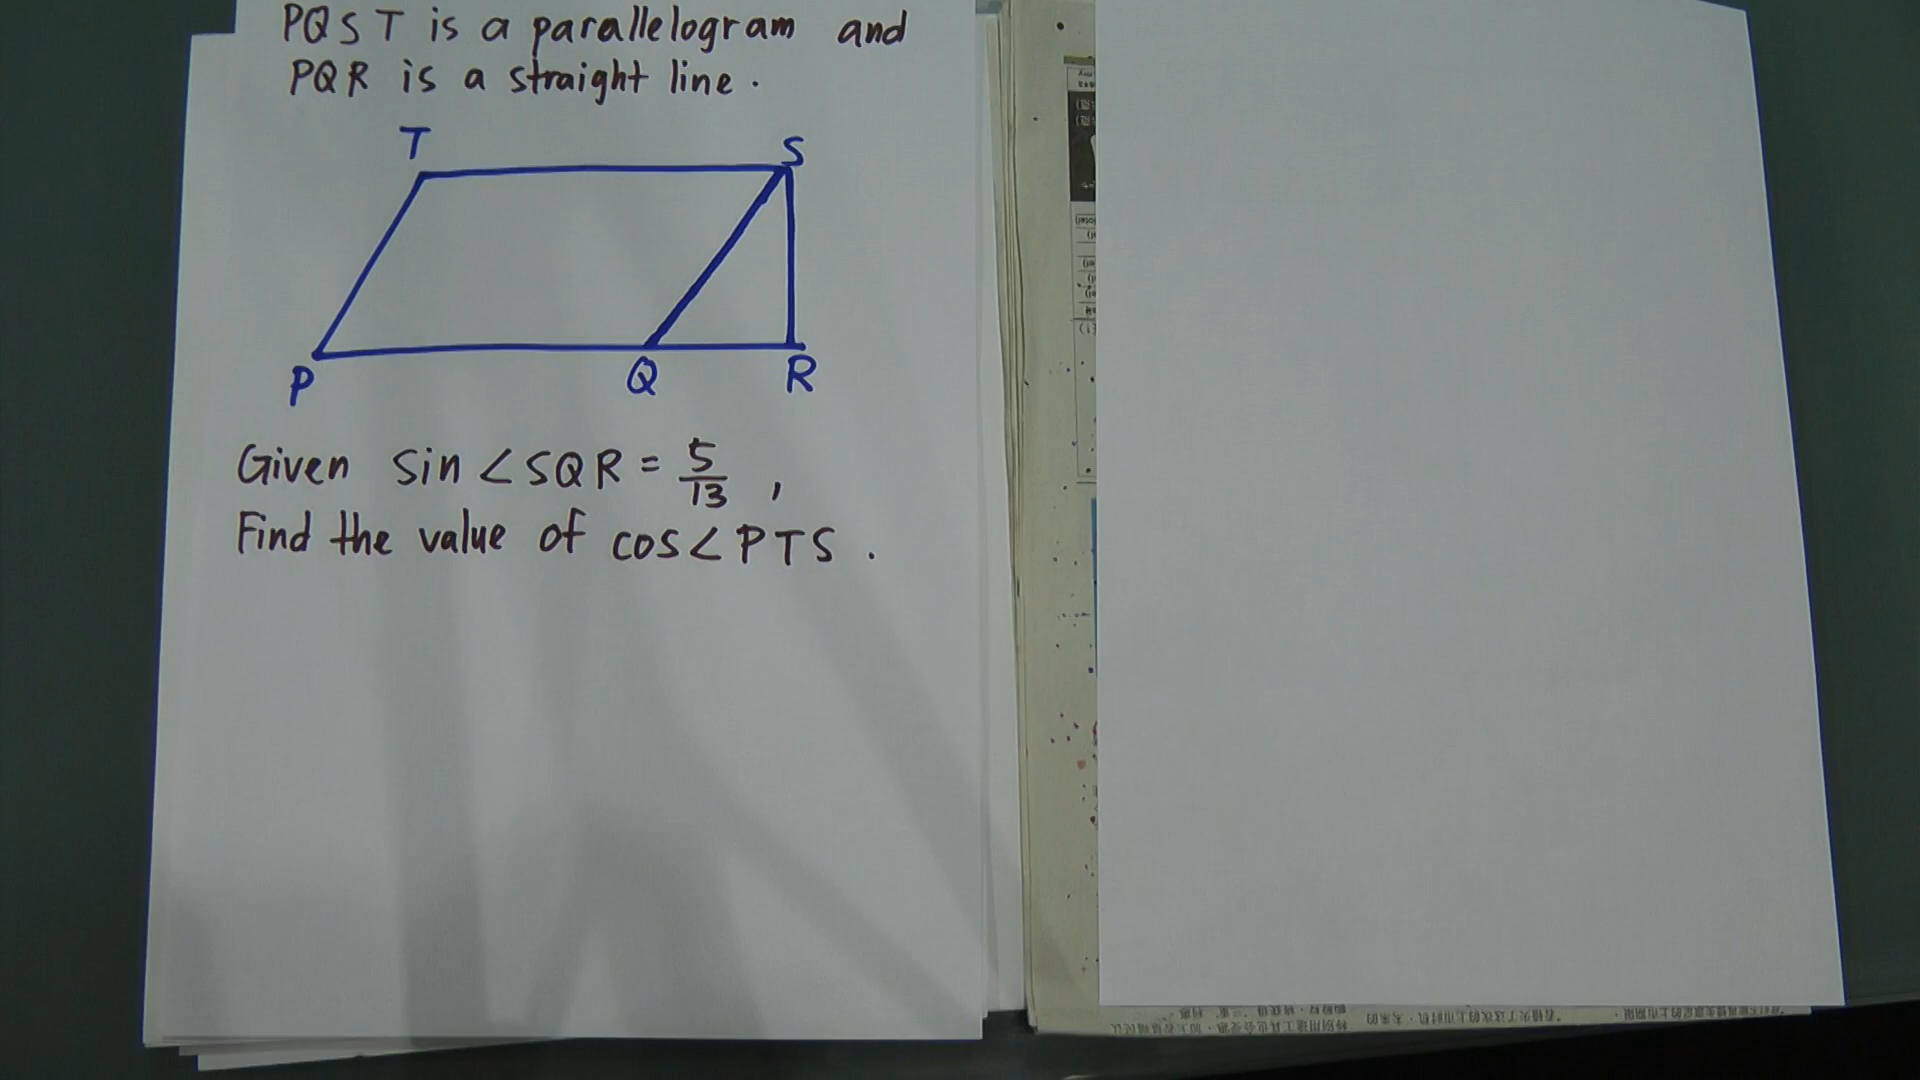 PQST is a parallelogram and
PQR is a straight line.
T
S
P
Q
R
Given sin∠SQR = 5/13 ,
Find the value of cos∠PTS .